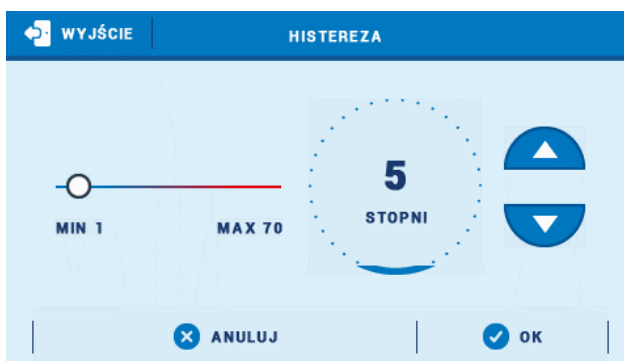 WYJŚCIE
HISTEREZA
5
STOPNI
MIN 1
MAX 70
ANULUJ
OK